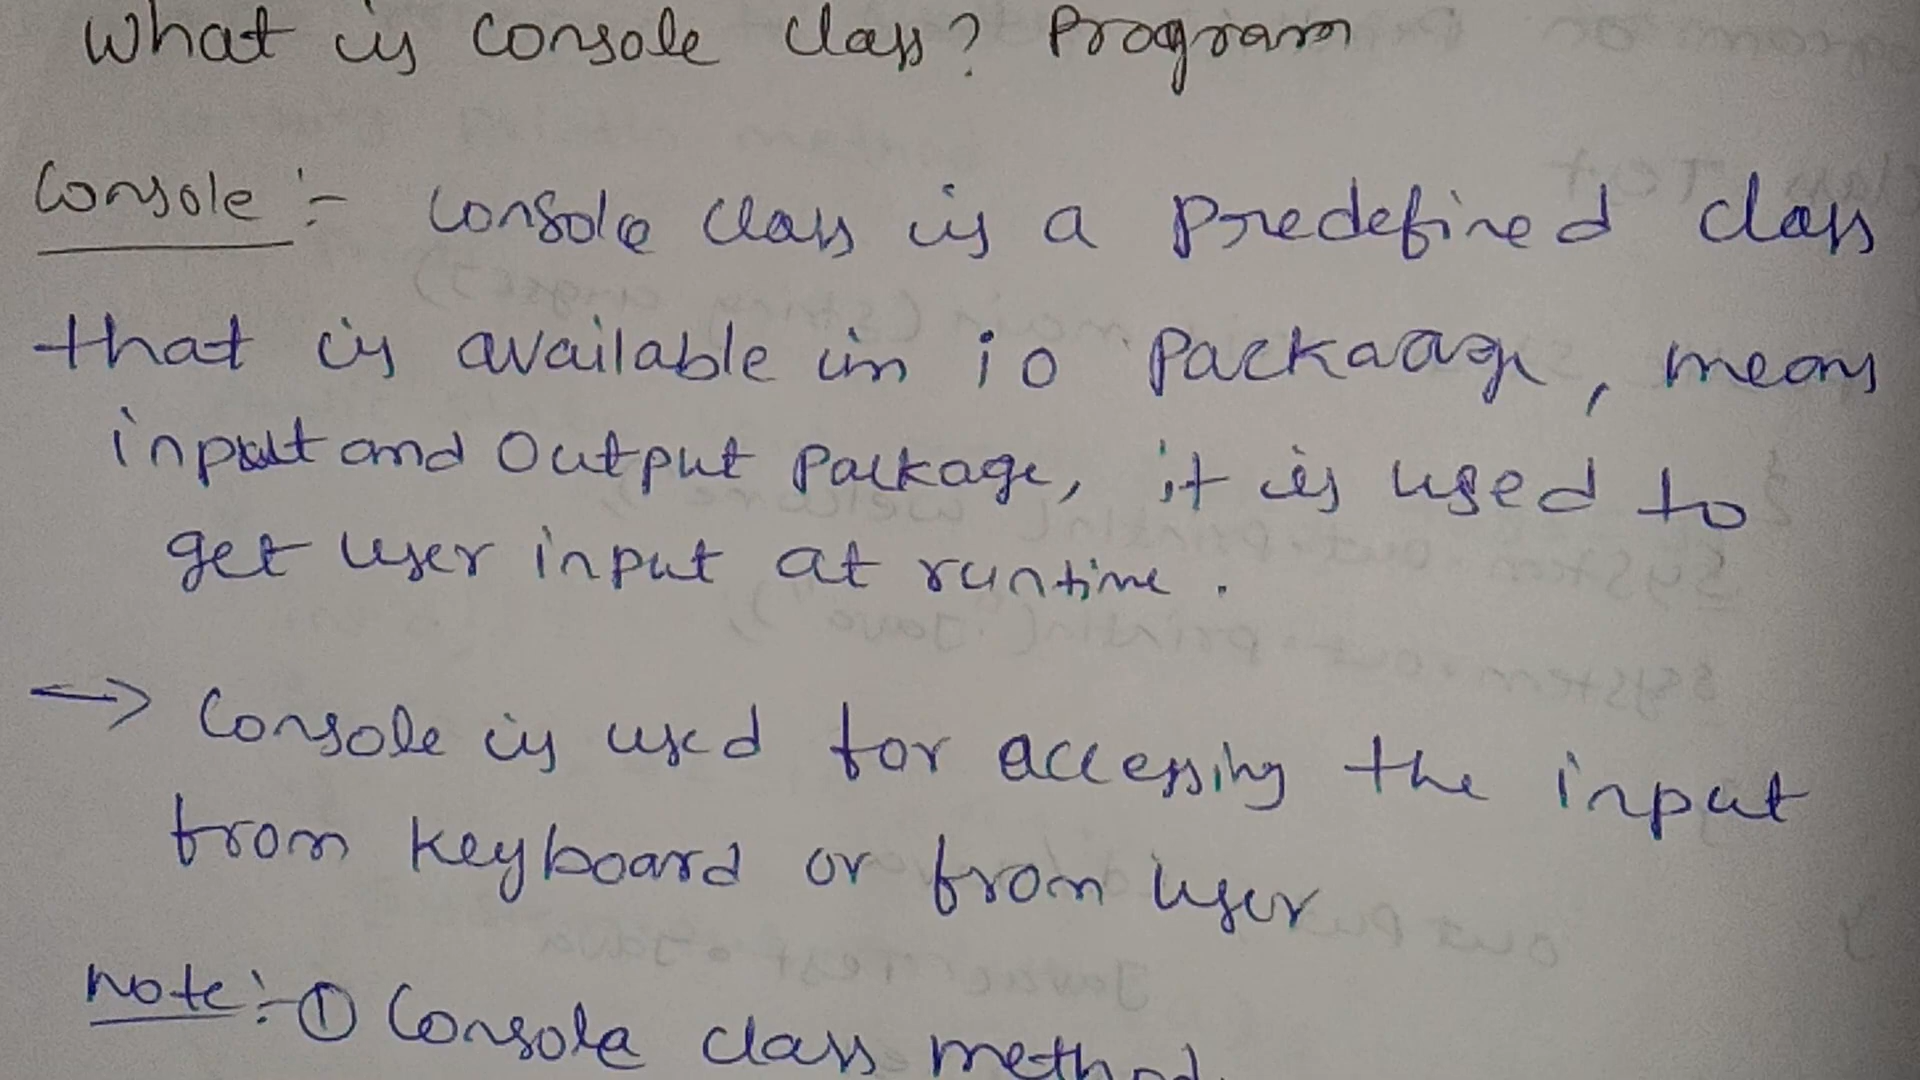 What is console class? Program
Console :- Console class is a predefined class
that is available in io Packaage, means
input and Output Package, it is used to
get user input at runtime.
→ Console is used for accessing the input
from keyboard or from user
Note:- ① Console class method